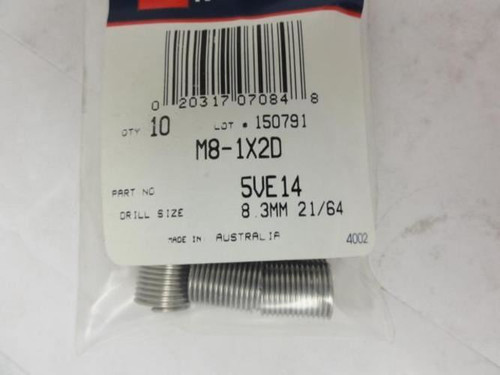 0 20317 07084 8
QTY 10 LOT # 150791
M8-1X2D
PART NO 5VE14
DRILL SIZE 8.3MM 21/64
MADE IN AUSTRALIA 4002